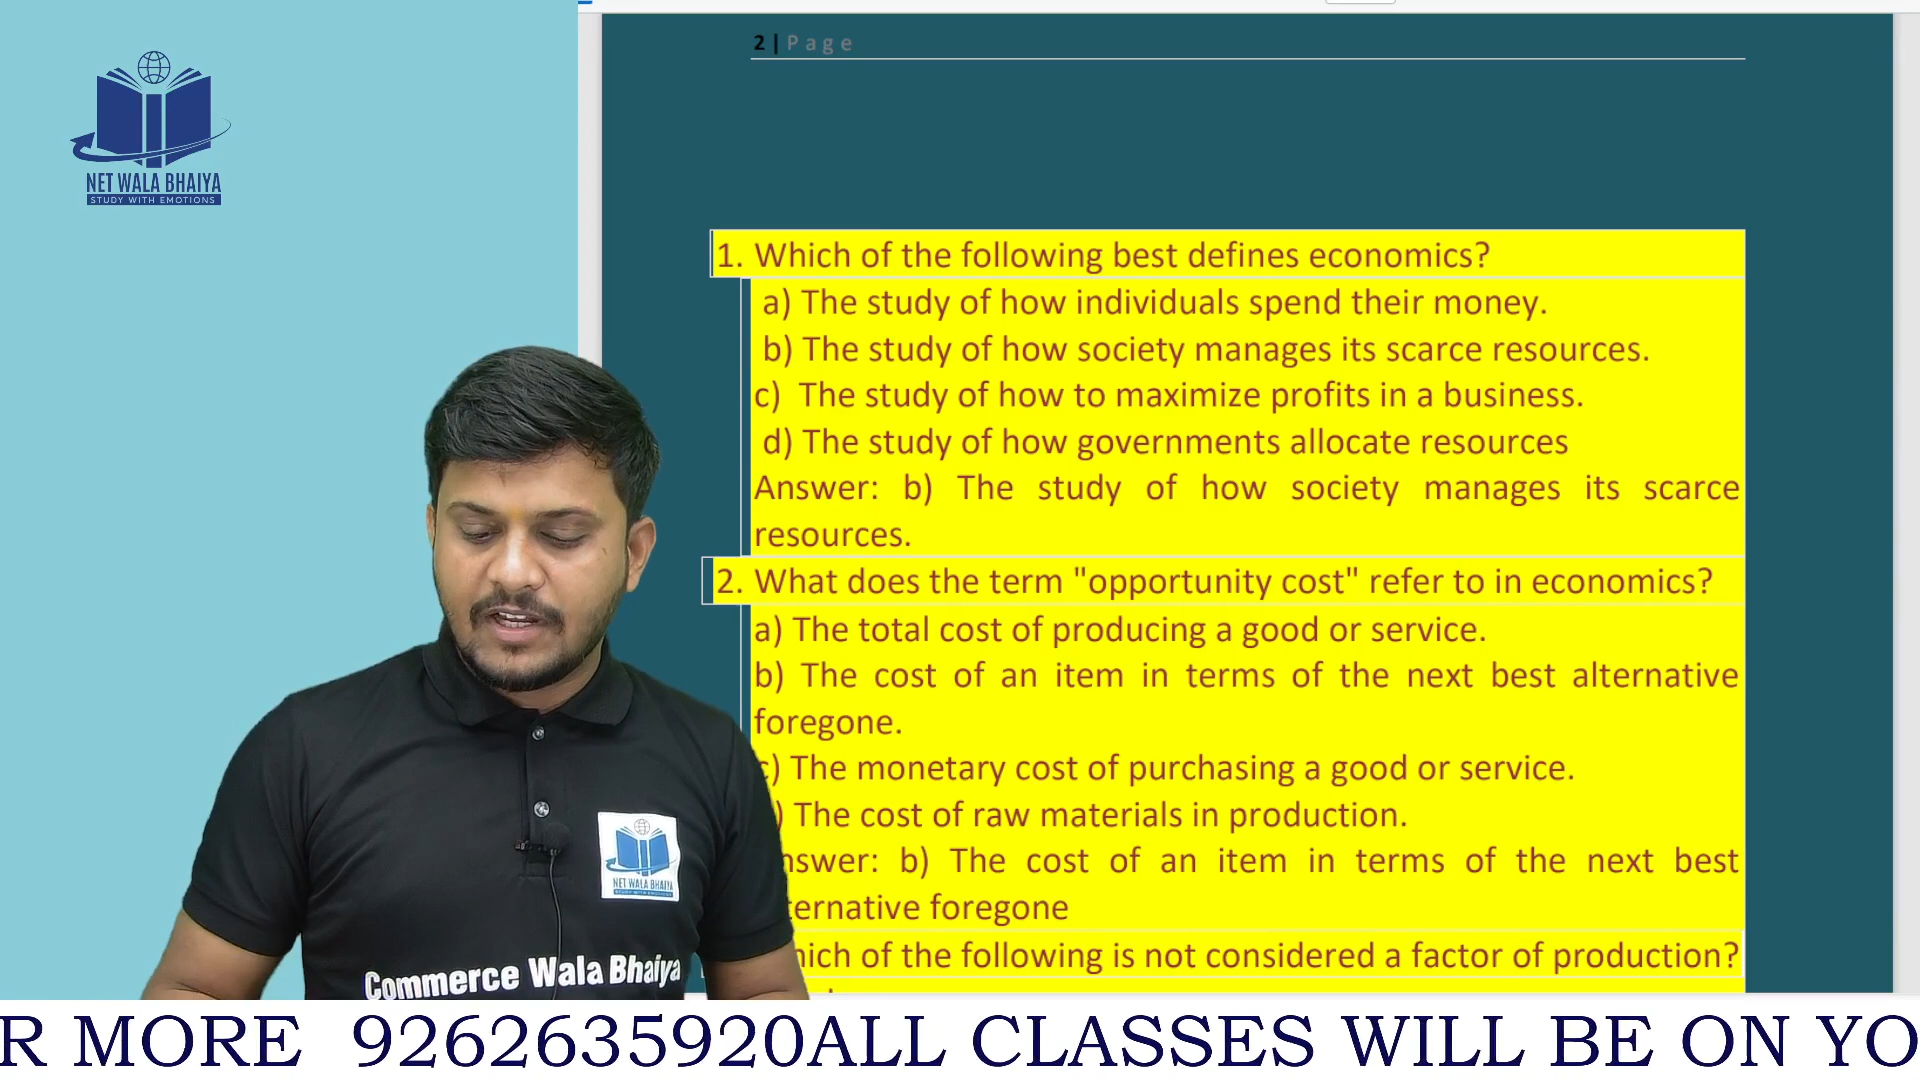 2 | Page
NET WALA BHAIYA
STUDY WITH EMOTIONS
1. Which of the following best defines economics?
a) The study of how individuals spend their money.
b) The study of how society manages its scarce resources.
c) The study of how to maximize profits in a business.
d) The study of how governments allocate resources
Answer: b) The study of how society manages its scarce
resources.
2. What does the term "opportunity cost" refer to in economics?
a) The total cost of producing a good or service.
b) The cost of an item in terms of the next best alternative
foregone.
c) The monetary cost of purchasing a good or service.
) The cost of raw materials in production.
nswer: b) The cost of an item in terms of the next best
ternative foregone
hich of the following is not considered a factor of production?
NET WALA BHAIYA
Commerce Wala Bhaiya
R MORE 9262635920ALL CLASSES WILL BE ON YO